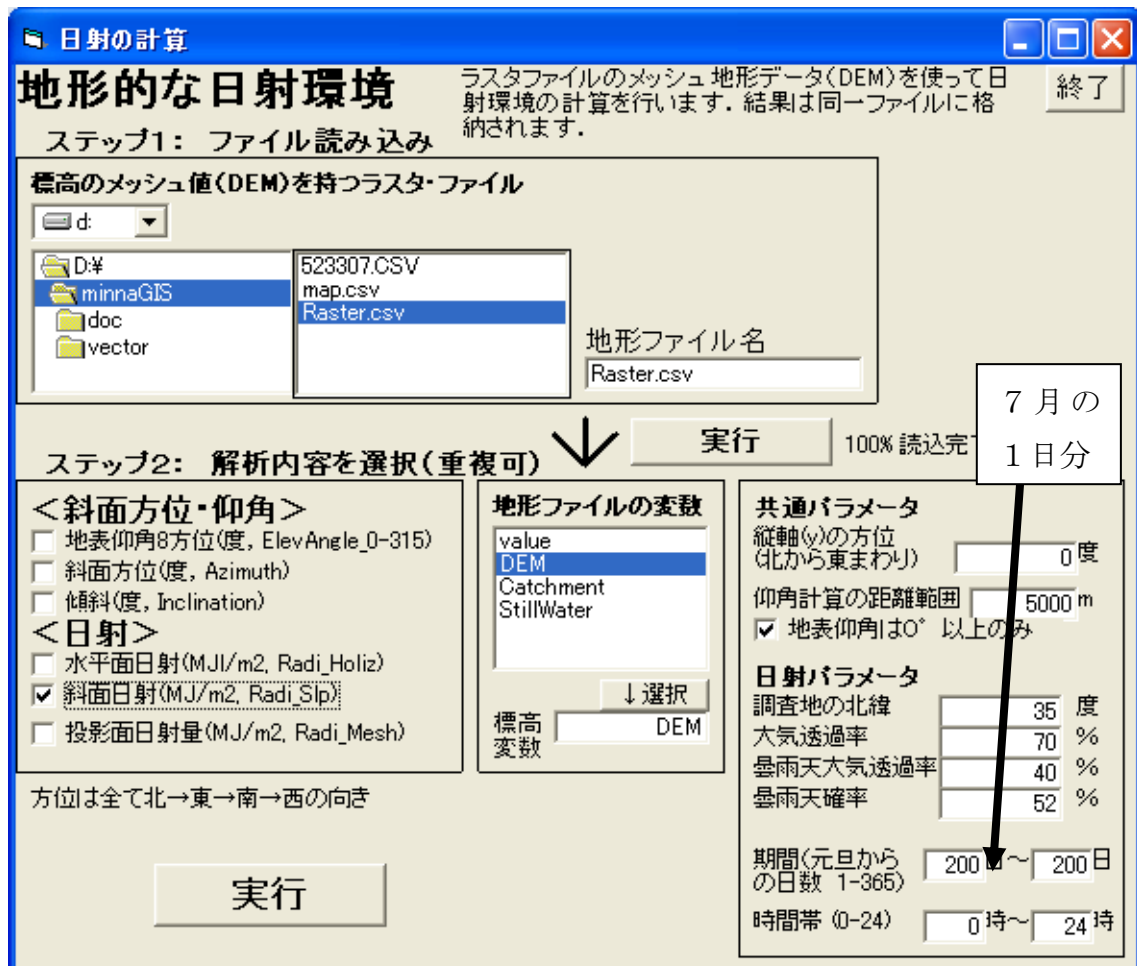 日射の計算
地形的な日射環境
ラスタファイルのメッシュ地形データ(DEM)を使って日
射環境の計算を行います. 結果は同一ファイルに格
納されます.
終了
ステップ1: ファイル読み込み
標高のメッシュ値(DEM)を持つラスタ・ファイル
d:
D:¥
minnaGIS
doc
vector
523307.CSV
map.csv
Raster.csv
地形ファイル名
Raster.csv
実行
100% 読込完
7月の
1日分
ステップ2: 解析内容を選択(重複可)
<斜面方位・仰角>
地表仰角8方位(度, ElevAngle_0-315)
斜面方位(度, Azimuth)
傾斜(度, Inclination)
<日射>
水平面日射(MJl/m2, Radi_Holiz)
斜面日射(MJ/m2, Radi_Slp)
投影面日射量(MJ/m2, Radi_Mesh)
方位は全て北→東→南→西の向き
実行
地形ファイルの変数
value
DEM
Catchment
StillWater
↓選択
標高
変数
DEM
共通パラメータ
縦軸(y)の方位
(北から東まわり) 0 度
仰角計算の距離範囲 5000 m
地表仰角は0° 以上のみ
日射パラメータ
調査地の北緯 35 度
大気透過率 70 %
曇雨天大気透過率 40 %
曇雨天確率 52 %
期間(元旦から
の日数 1-365) 200 日~ 200 日
時間帯 (0-24) 0 時~ 24 時